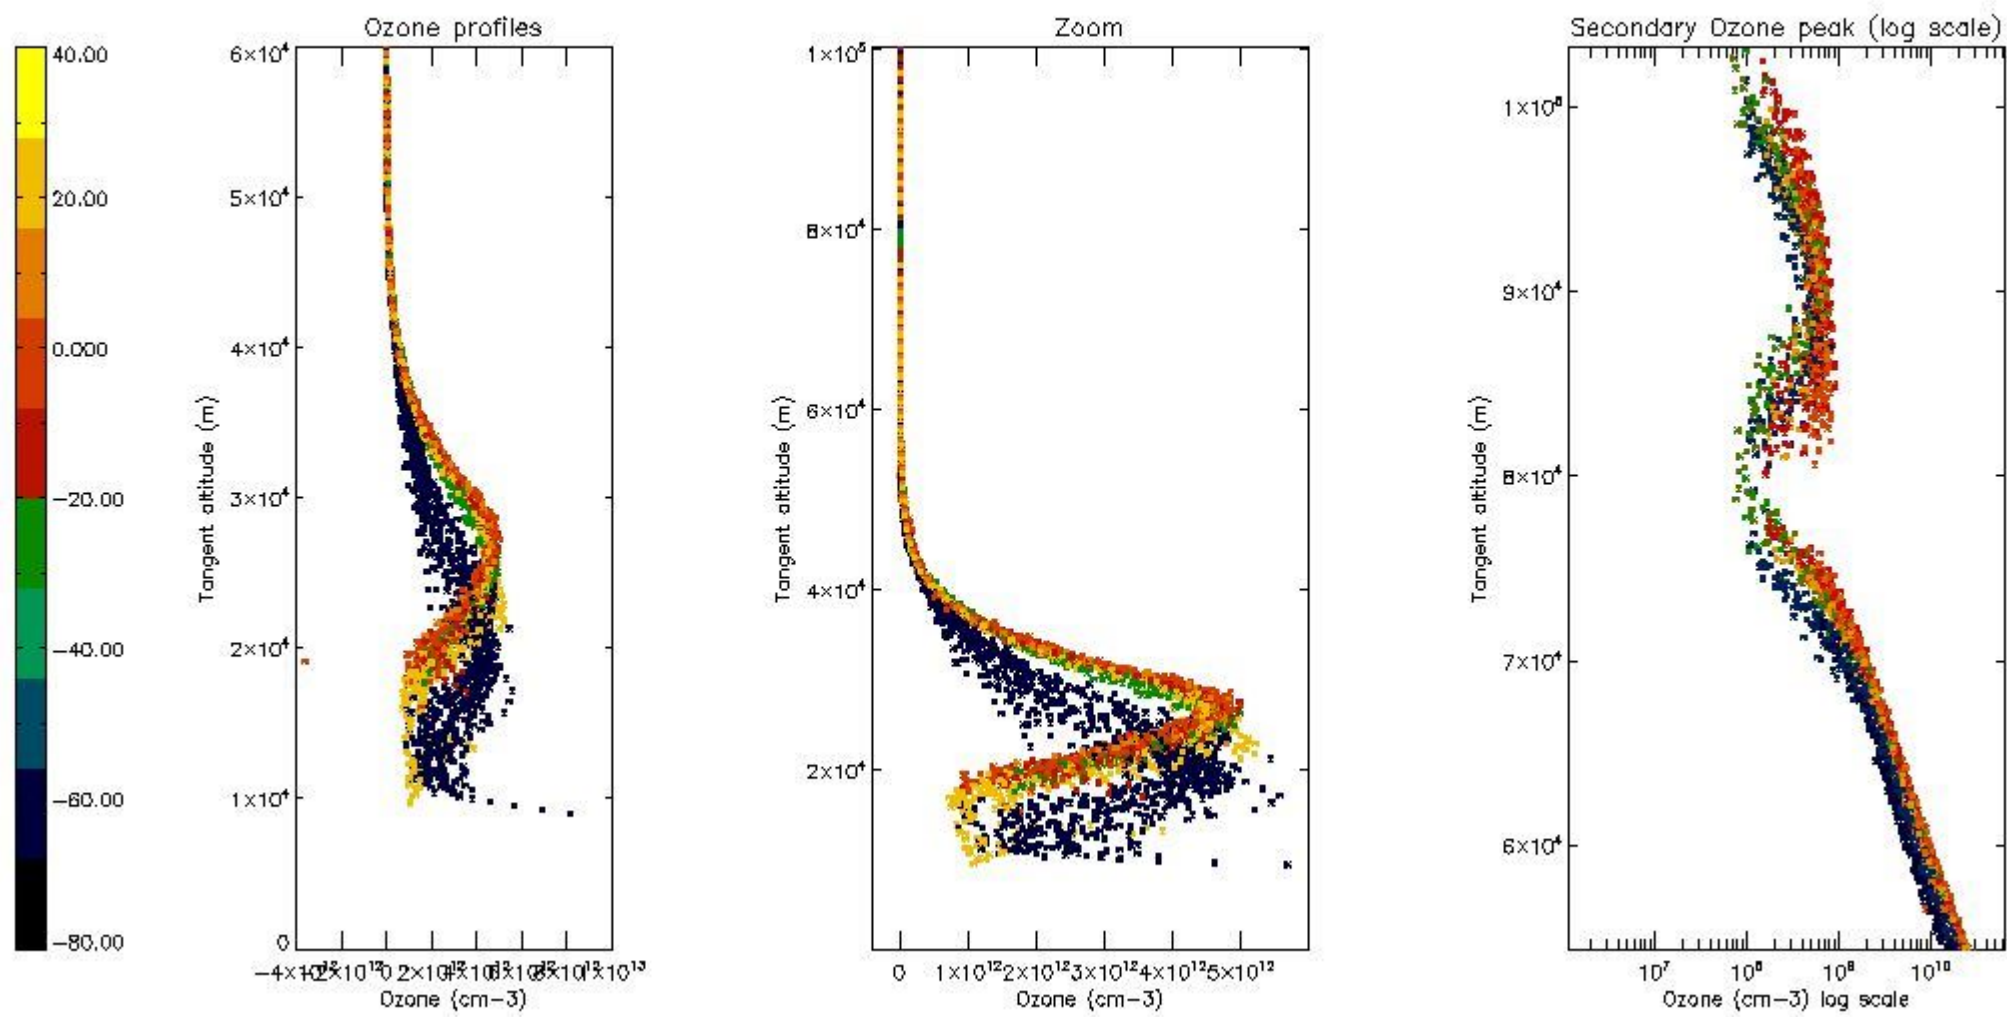 Ozone profiles
Zoom
Secondary Ozone peak (log scale)
40.00
20.00
0.000
-20.00
-40.00
-60.00
-80.00
6×10⁴
5×10⁴
4×10⁴
3×10⁴
2×10⁴
1×10⁴
0
Tangent altitude (m)
Ozone (cm-3)
1×10⁵
8×10⁴
6×10⁴
4×10⁴
2×10⁴
Tangent altitude (m)
0 1×10¹² 2×10¹² 3×10¹² 4×10¹² 5×10¹²
Ozone (cm-3)
9×10⁴
8×10⁴
7×10⁴
6×10⁴
Tangent altitude (m)
10⁷ 10⁸ 10⁹ 10¹⁰
Ozone (cm-3) log scale